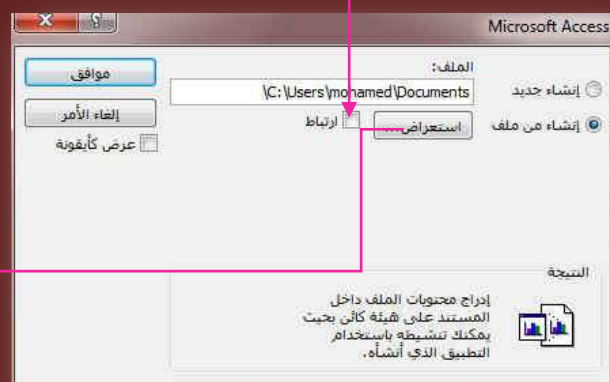 Microsoft Access
إنشاء جديد
إنشاء من ملف
الملف:
\C:\Users\mohamed\Documents
استعراض...
ارتباط
موافق
إلغاء الأمر
عرض كأيقونة
النتيجة
إدراج محتويات الملف داخل
المستند على هيئة كائن بحيث
يمكنك تنشيطه باستخدام
التطبيق الذي أنشأه.